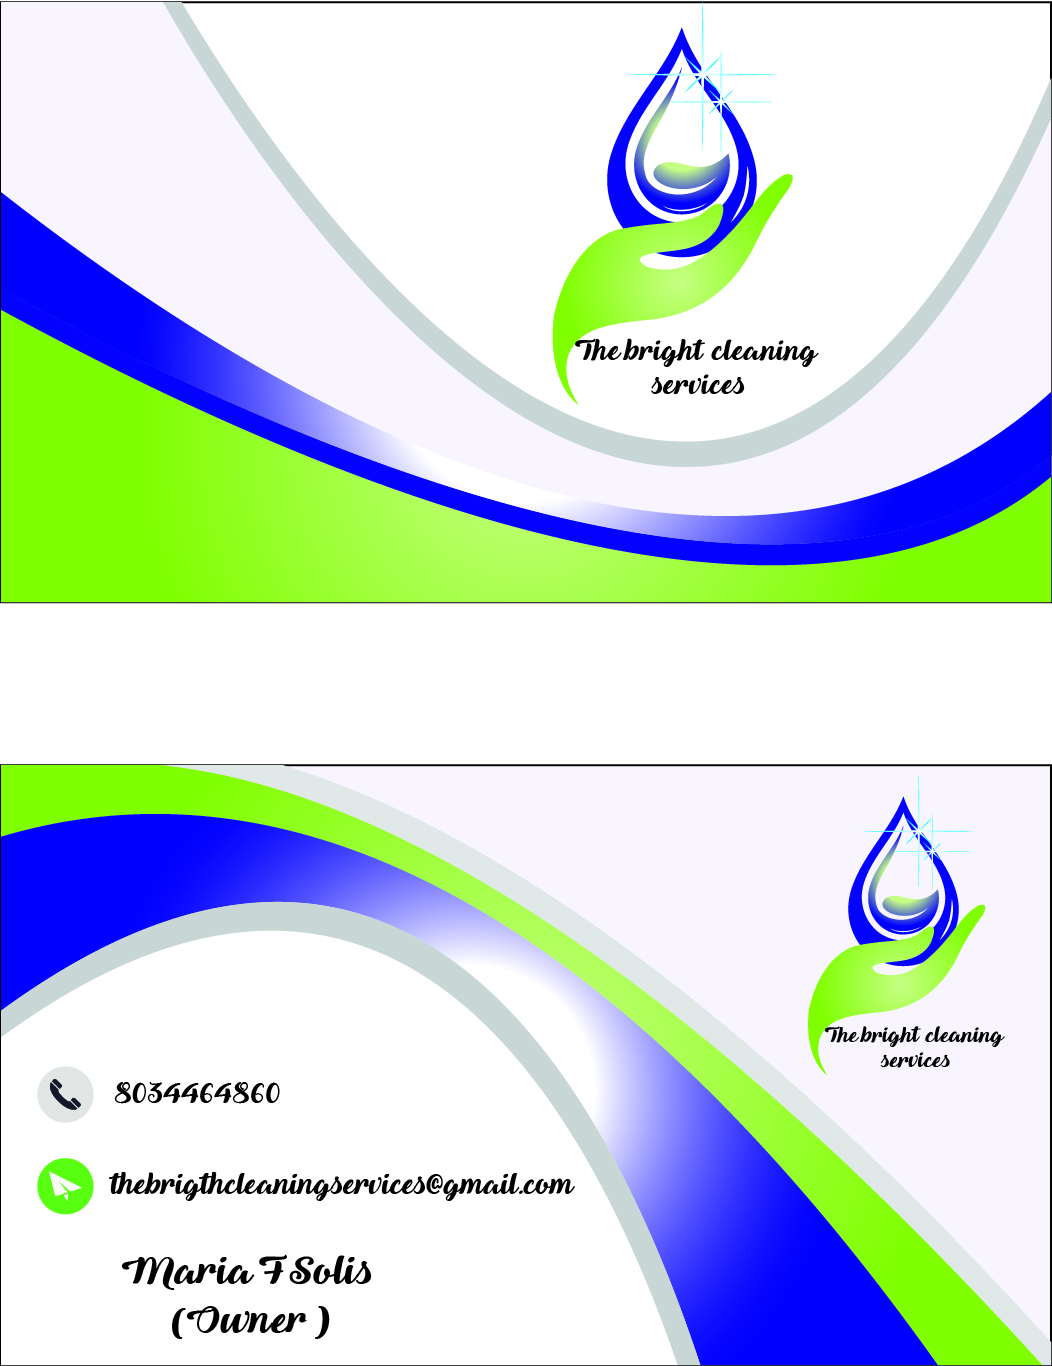 The bright cleaning
services
The bright cleaning
services
8034464860
thebrigthcleaningservices@gmail.com
Maria F Solis
(Owner )